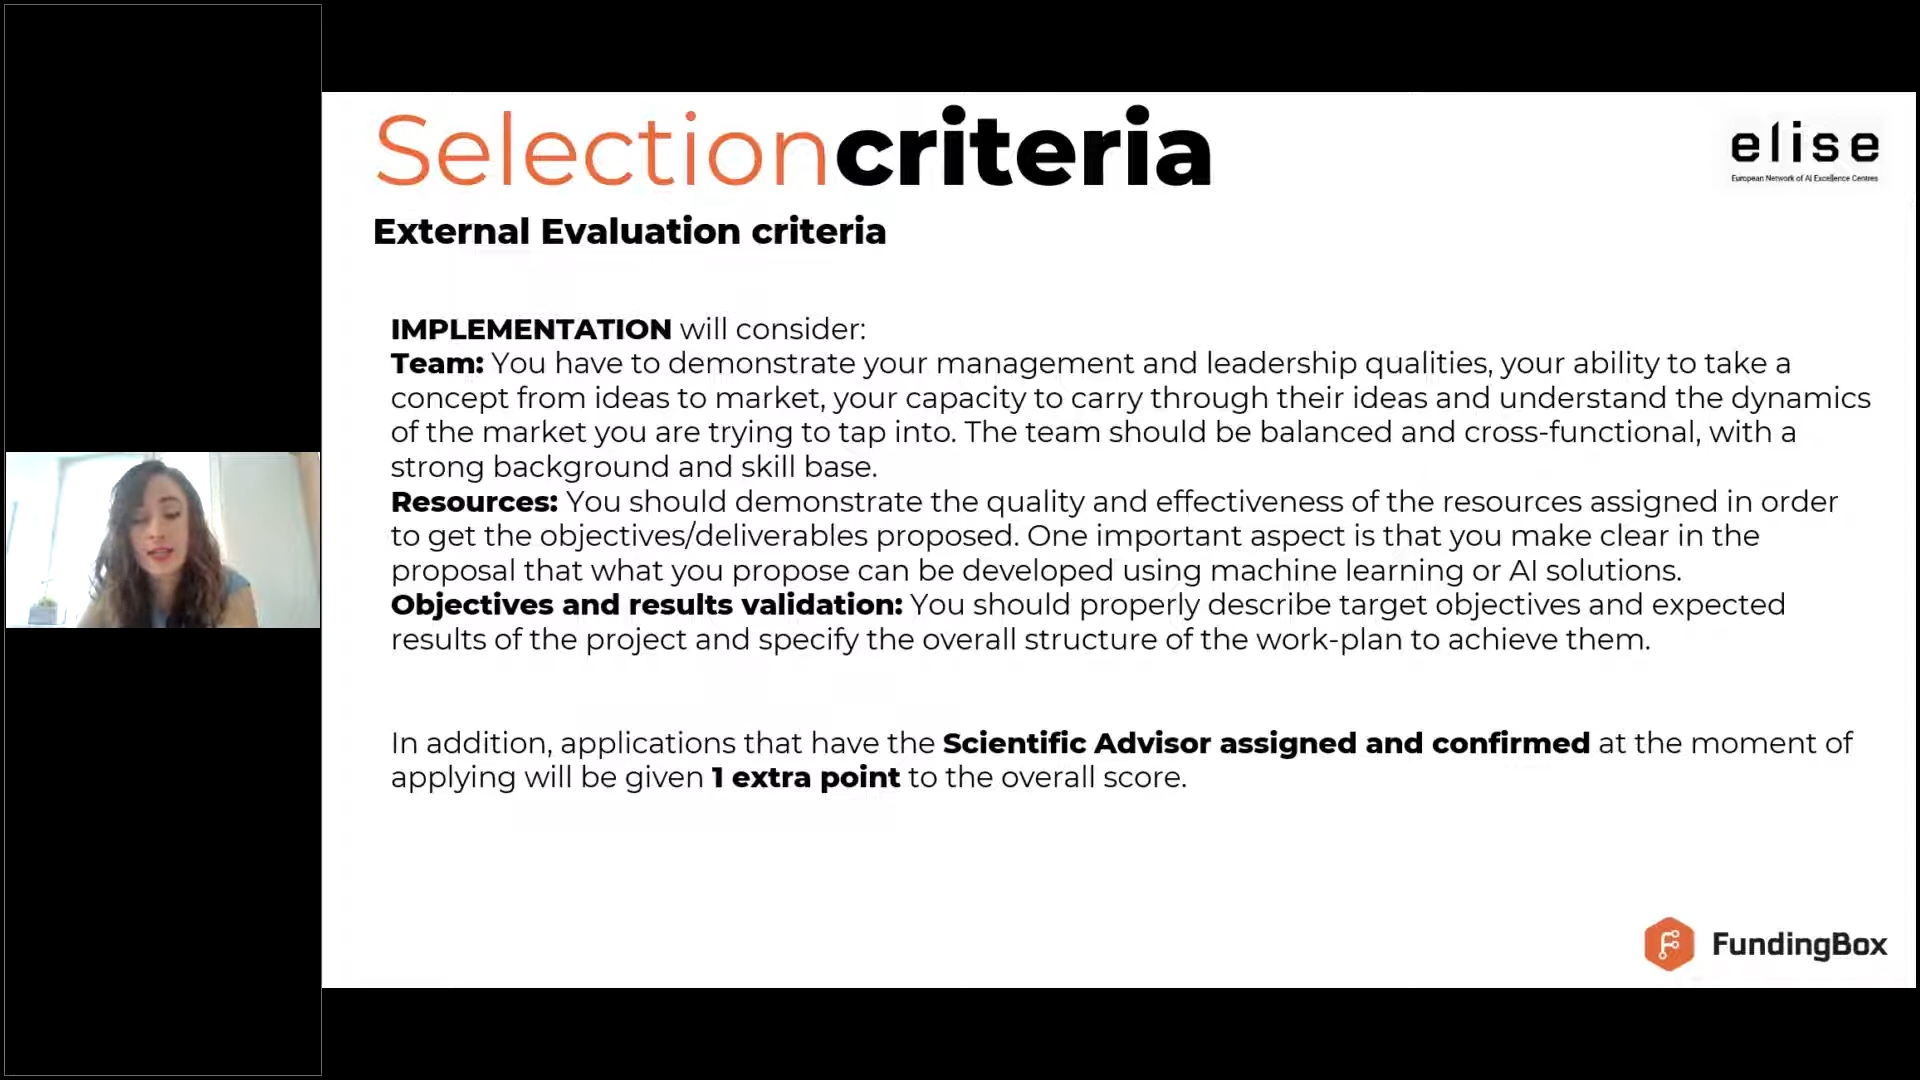 Selectioncriteria
elise
European Network of AI Excellence Centres
External Evaluation criteria
IMPLEMENTATION will consider:
Team: You have to demonstrate your management and leadership qualities, your ability to take a
concept from ideas to market, your capacity to carry through their ideas and understand the dynamics
of the market you are trying to tap into. The team should be balanced and cross-functional, with a
strong background and skill base.
Resources: You should demonstrate the quality and effectiveness of the resources assigned in order
to get the objectives/deliverables proposed. One important aspect is that you make clear in the
proposal that what you propose can be developed using machine learning or AI solutions.
Objectives and results validation: You should properly describe target objectives and expected
results of the project and specify the overall structure of the work-plan to achieve them.
In addition, applications that have the Scientific Advisor assigned and confirmed at the moment of
applying will be given 1 extra point to the overall score.
FundingBox